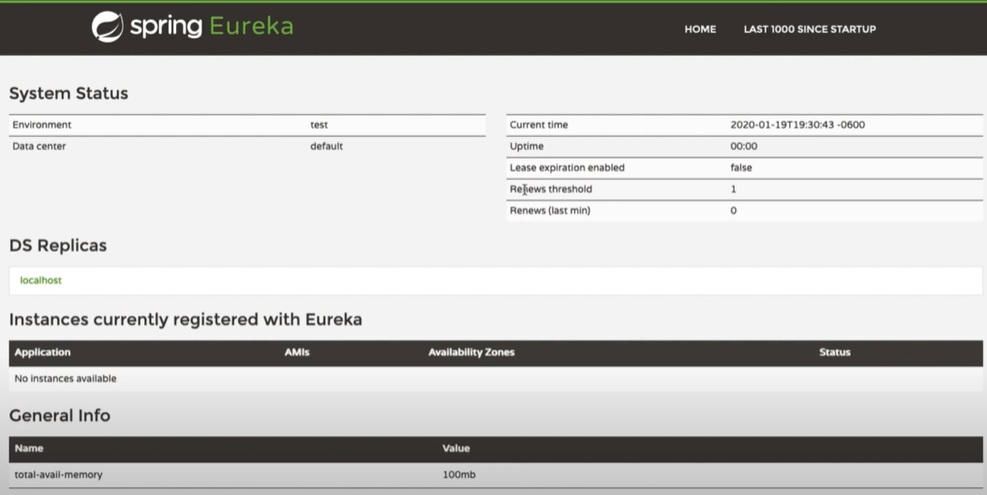 spring Eureka
HOME LAST 1000 SINCE STARTUP
System Status
Environment test
Data center default
Current time 2020-01-19T19:30:43 -0600
Uptime 00:00
Lease expiration enabled false
Renews threshold 1
Renews (last min) 0
DS Replicas
localhost
Instances currently registered with Eureka
Application AMIs Availability Zones Status
No instances available
General Info
Name Value
total-avail-memory 100mb